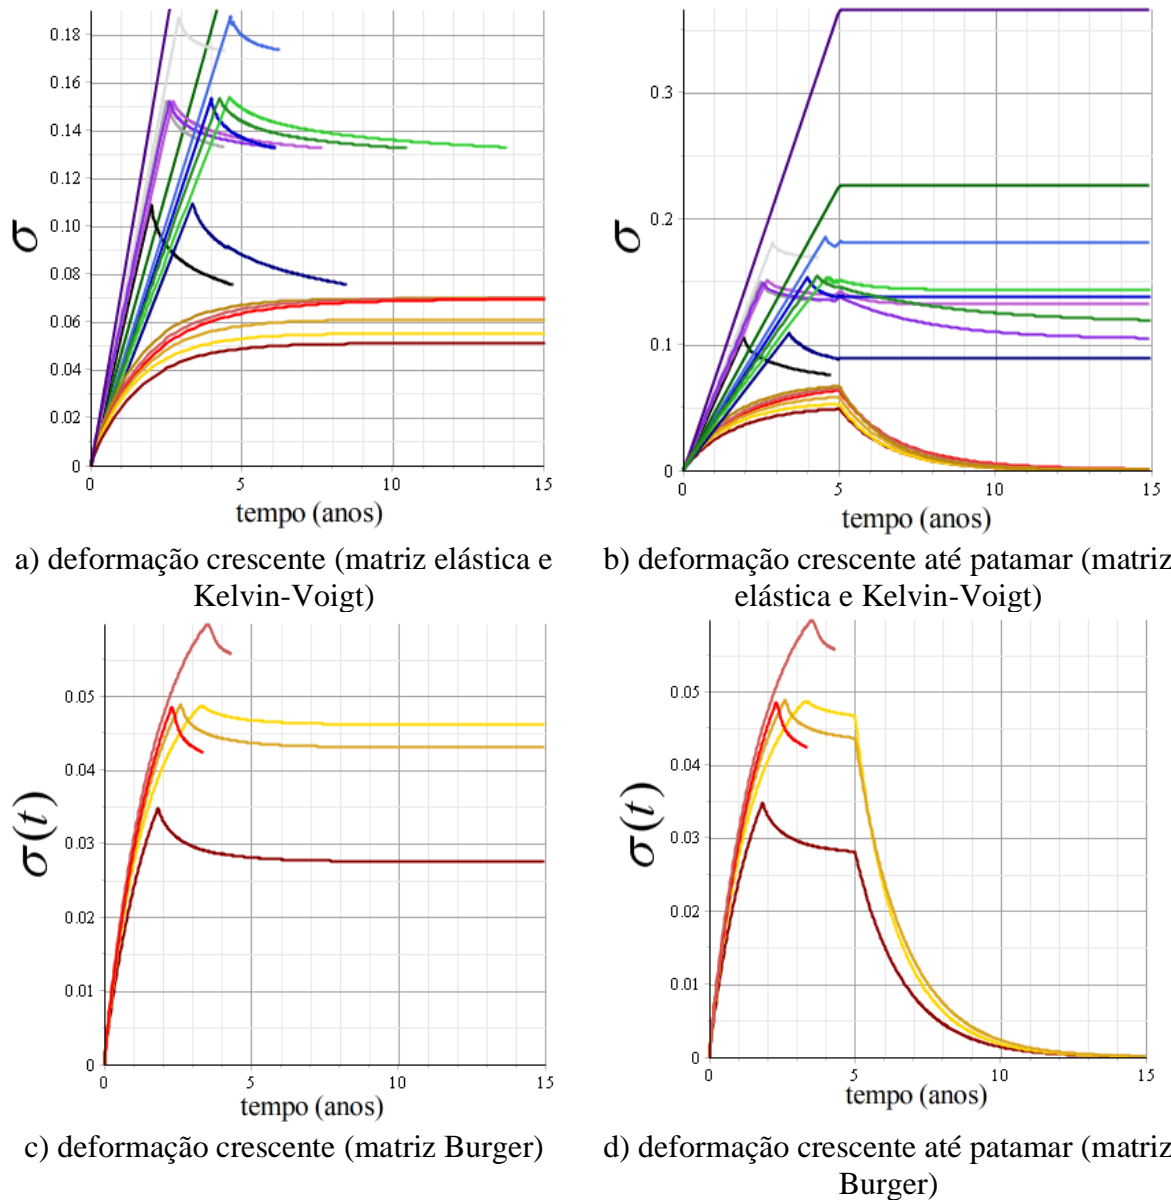 0.18
0.16
0.14
0.12
0.10
0.08
0.06
0.04
0.02
0
σ
0 5 10 15
tempo (anos)
a) deformação crescente (matriz elástica e
Kelvin-Voigt)
0.3
0.2
0.1
0
σ
0 5 10 15
tempo (anos)
b) deformação crescente até patamar (matriz
elástica e Kelvin-Voigt)
0.05
0.04
0.03
0.02
0.01
0
σ(t)
0 5 10 15
tempo (anos)
c) deformação crescente (matriz Burger)
0.05
0.04
0.03
0.02
0.01
0
σ(t)
0 5 10 15
tempo (anos)
d) deformação crescente até patamar (matriz
Burger)